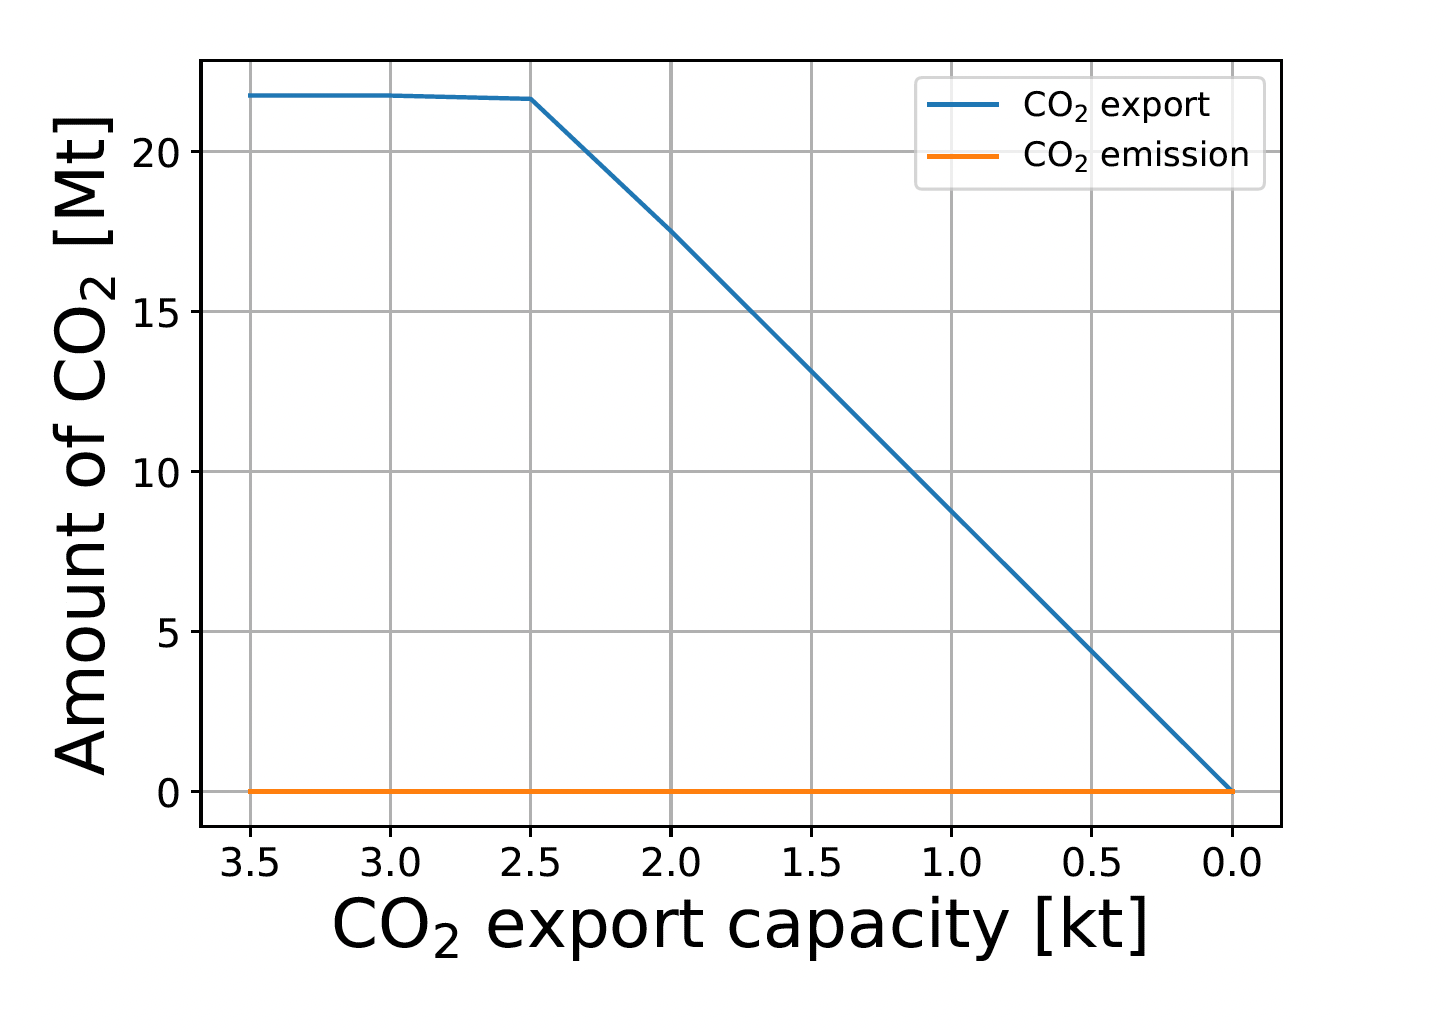 CO₂ export
CO₂ emission
Amount of CO₂ [Mt]
20
15
10
5
0
3.5 3.0 2.5 2.0 1.5 1.0 0.5 0.0
CO₂ export capacity [kt]